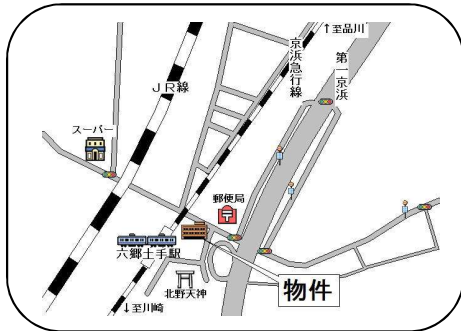 ↑至品川
京浜急行線
第一京浜
JR線
スーパー
郵便局
〒
六郷土手駅
北野天神
物件
↓至川崎